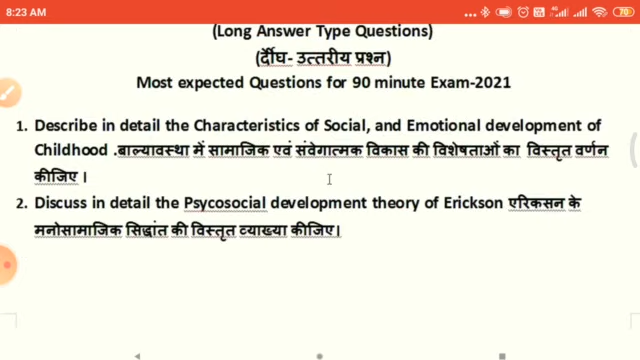 8:23 AM 4G 70
(Long Answer Type Questions)
(र्दीेघ- उत्तरीय प्रश्न)
Most expected Questions for 90 minute Exam-2021
1. Describe in detail the Characteristics of Social, and Emotional development of
Childhood .बाल्यावस्था में सामाजिक एवं संवेगात्मक विकास की विशेषताओं का विस्तृत वर्णन
कीजिए ।
2. Discuss in detail the Psycosocial development theory of Erickson एरिकसन के
मनोसामाजिक सिद्धांत की विस्तृत व्याख्या कीजिए।